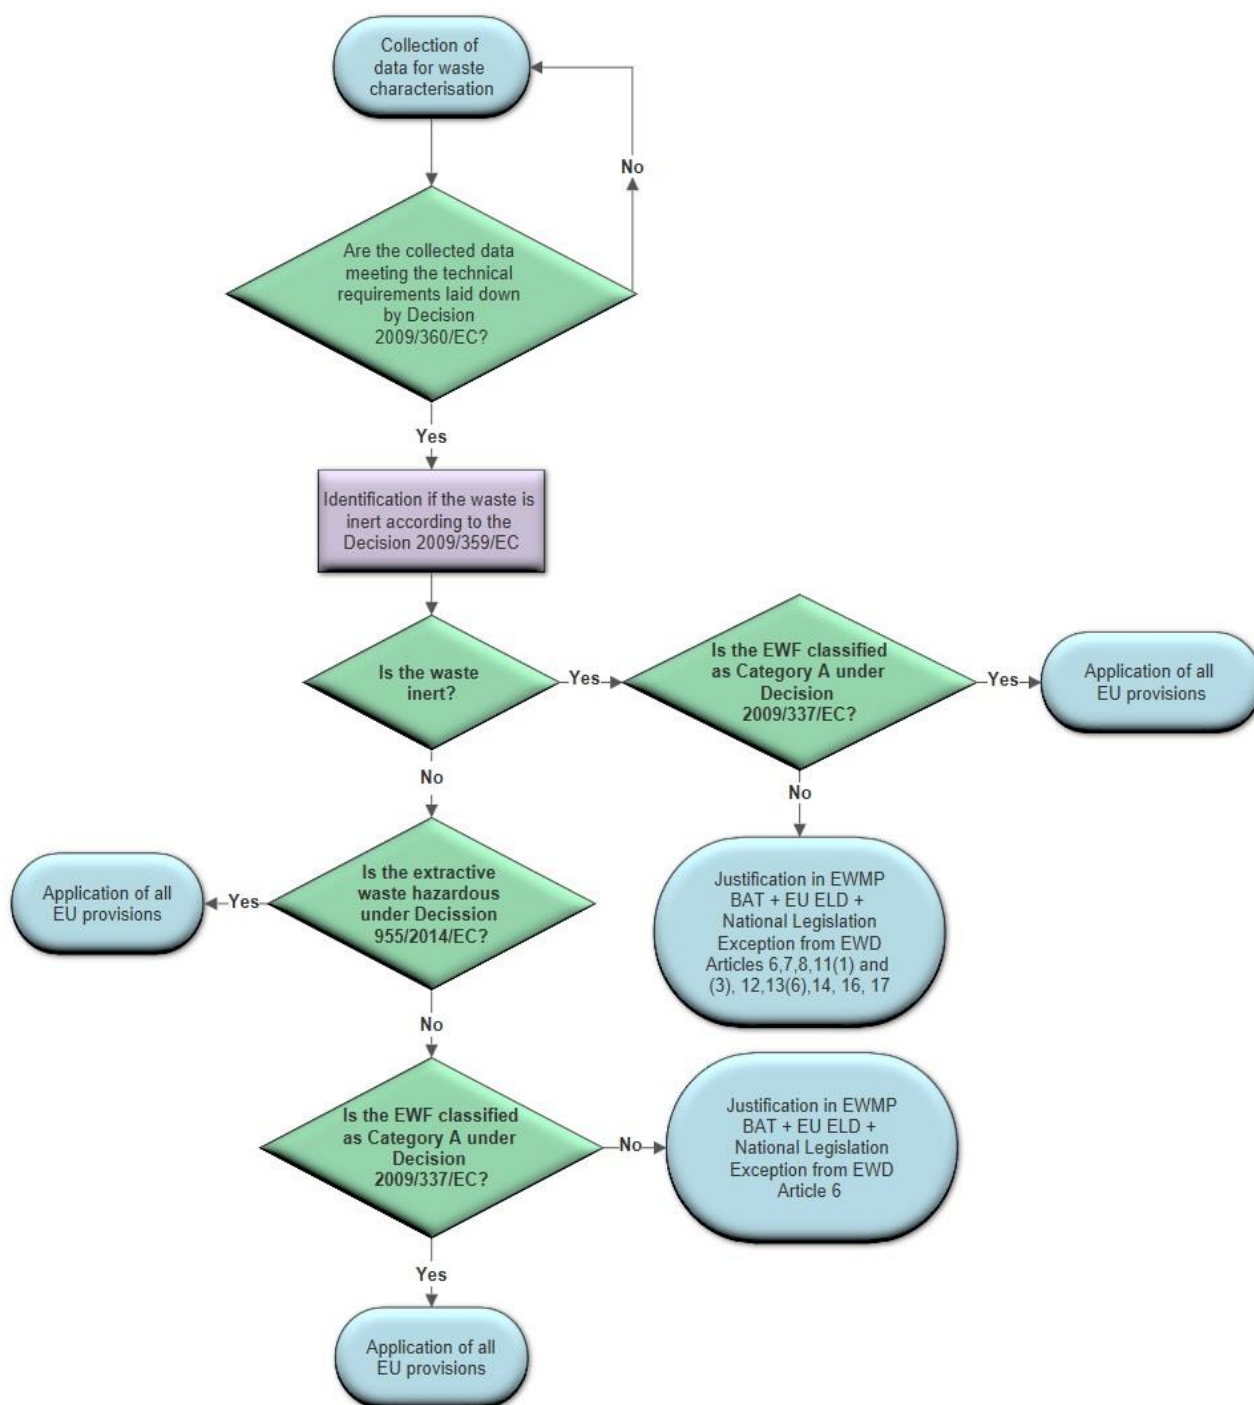 Collection of
data for waste
characterisation
No
Are the collected data
meeting the technical
requirements laid down
by Decision
2009/360/EC?
Yes
Identification if the waste is
inert according to the
Decision 2009/359/EC
Is the waste
inert?
Yes
Is the EWF classified
as Category A under
Decision
2009/337/EC?
Yes
Application of all
EU provisions
No
No
Justification in EWMP
BAT + EU ELD +
National Legislation
Exception from EWD
Articles 6,7,8,11(1) and
(3), 12,13(6),14, 16, 17
Is the extractive
waste hazardous
under Decission
955/2014/EC?
Yes
Application of all
EU provisions
No
Is the EWF classified
as Category A under
Decision
2009/337/EC?
No
Justification in EWMP
BAT + EU ELD +
National Legislation
Exception from EWD
Article 6
Yes
Application of all
EU provisions